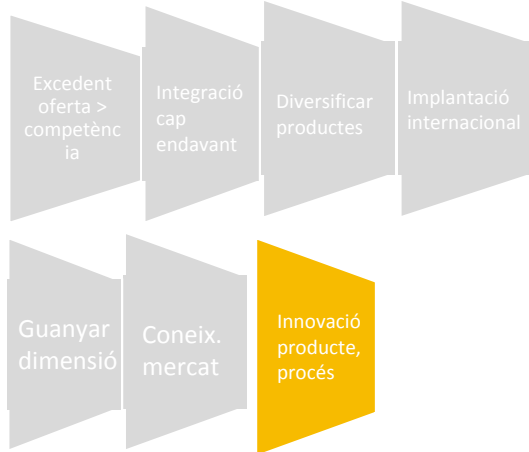 Excedent
oferta >
competènc
ia
Integració
cap
endavant
Diversificar
productes
Implantació
internacional
Guanyar
dimensió
Coneix.
mercat
Innovació
producte,
procés